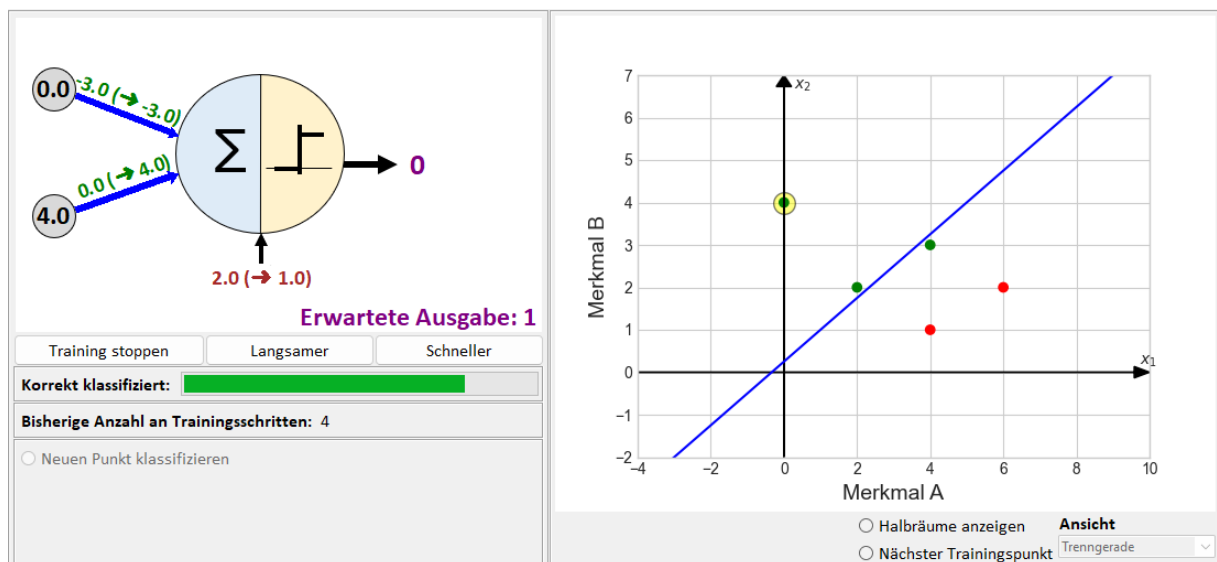 0.0
-3.0 (➔ -3.0)
0.0 (➔ 4.0)
4.0
Σ
0
2.0 (➔ 1.0)
Erwartete Ausgabe: 1
Training stoppen
Langsamer
Schneller
Korrekt klassifiziert:
Bisherige Anzahl an Trainingsschritten: 4
Neuen Punkt klassifizieren
7
6
5
4
3
2
1
0
−1
−2
−4
−2
0
2
4
6
8
10
x₂
x₁
Merkmal B
Merkmal A
Halbräume anzeigen
Nächster Trainingspunkt
Ansicht
Trenngerade